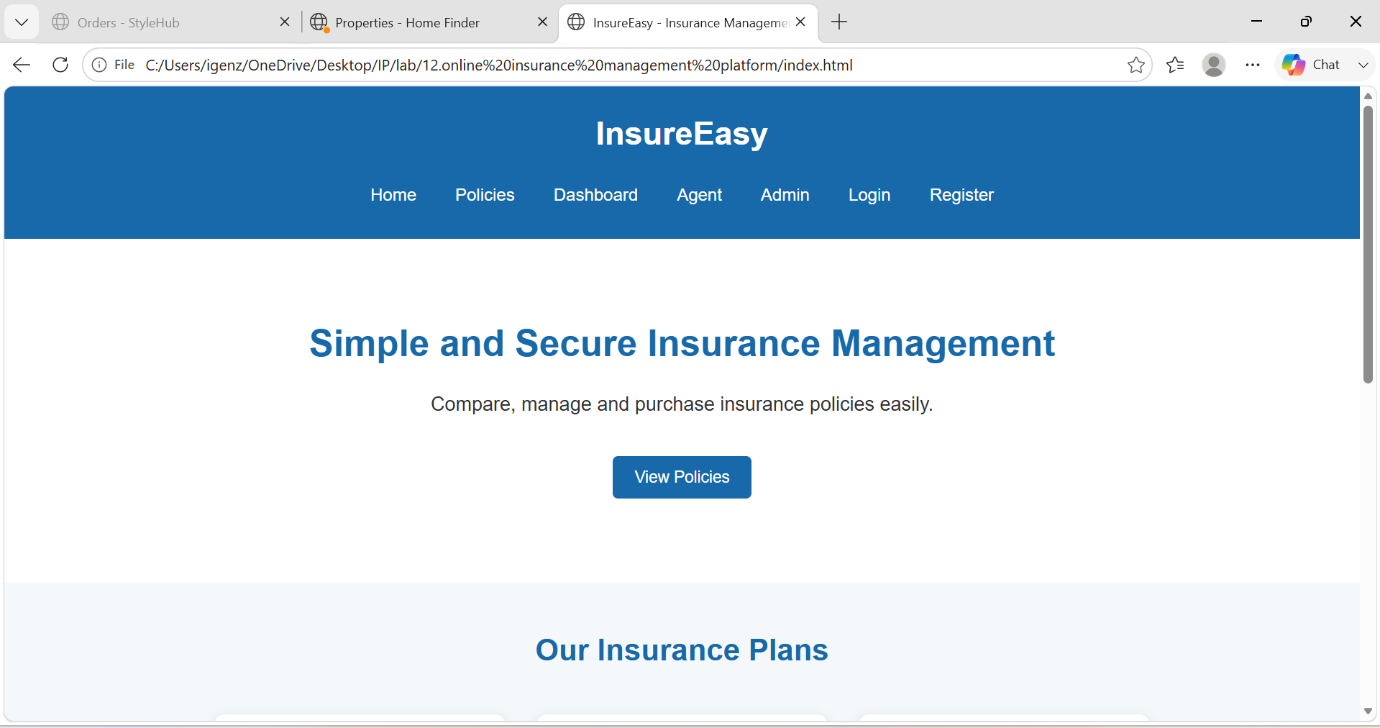 Orders - StyleHub
Properties - Home Finder
InsureEasy - Insurance Manageme
File C:/Users/igenz/OneDrive/Desktop/IP/lab/12.online%20insurance%20management%20platform/index.html
Chat
InsureEasy
Home Policies Dashboard Agent Admin Login Register
Simple and Secure Insurance Management
Compare, manage and purchase insurance policies easily.
View Policies
Our Insurance Plans